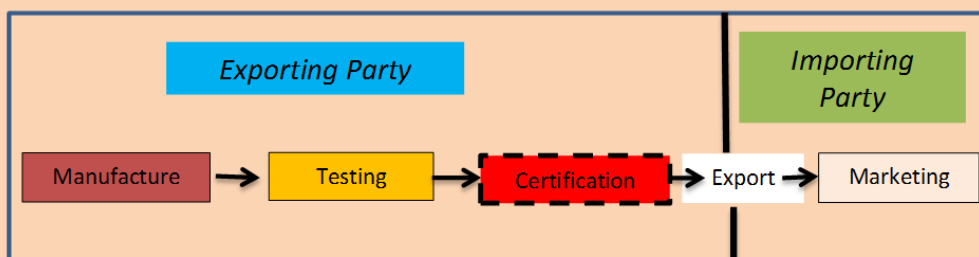 Exporting Party
Importing
Party
Manufacture
Testing
Certification
Export
Marketing